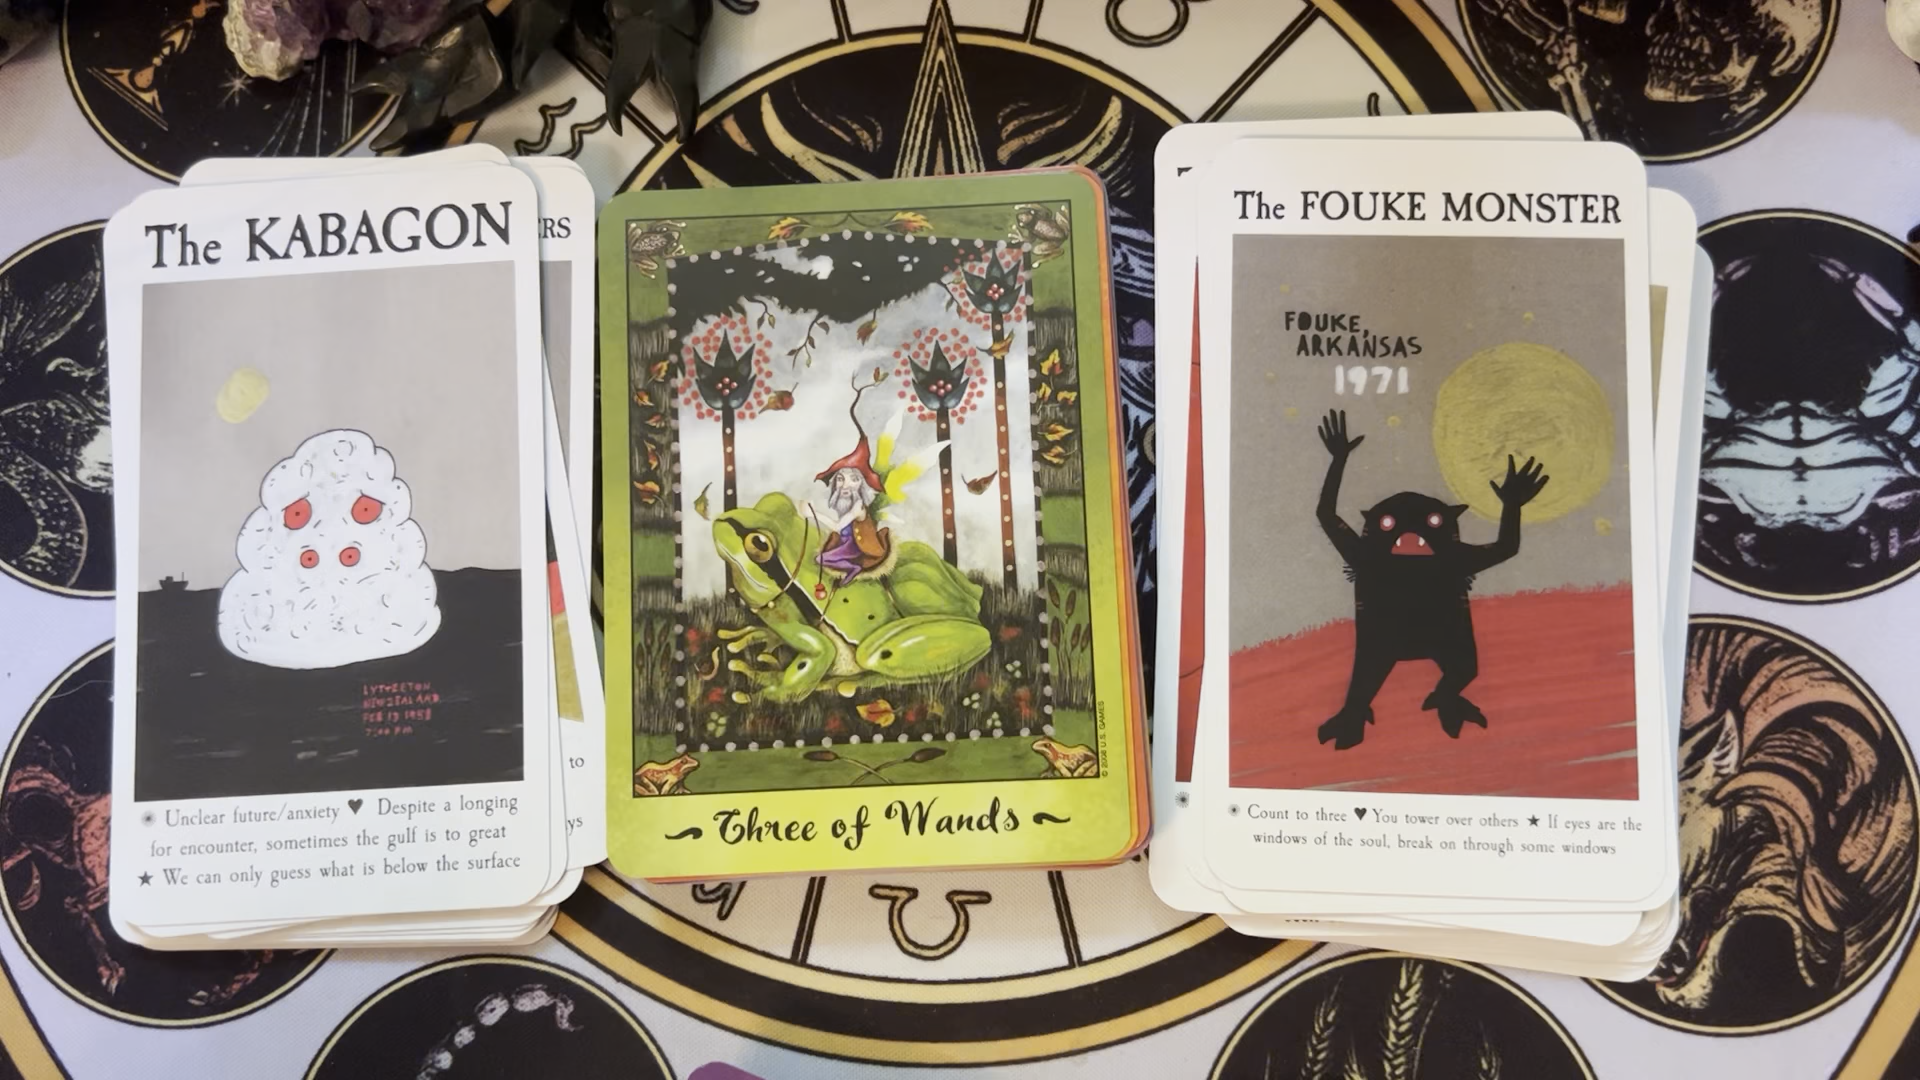 The KABAGON
LYTTELTON
NEW ZEALAND
FEB 13 1958
7:00 PM
✺ Unclear future/anxiety ♥ Despite a longing
for encounter, sometimes the gulf is to great
★ We can only guess what is below the surface
ERS
to
ys
Three of Wands
U.S. GAMES
The FOUKE MONSTER
FOUKE,
ARKANSAS
1971
✺ Count to three ♥ You tower over others ★ If eyes are the
windows of the soul, break on through some windows